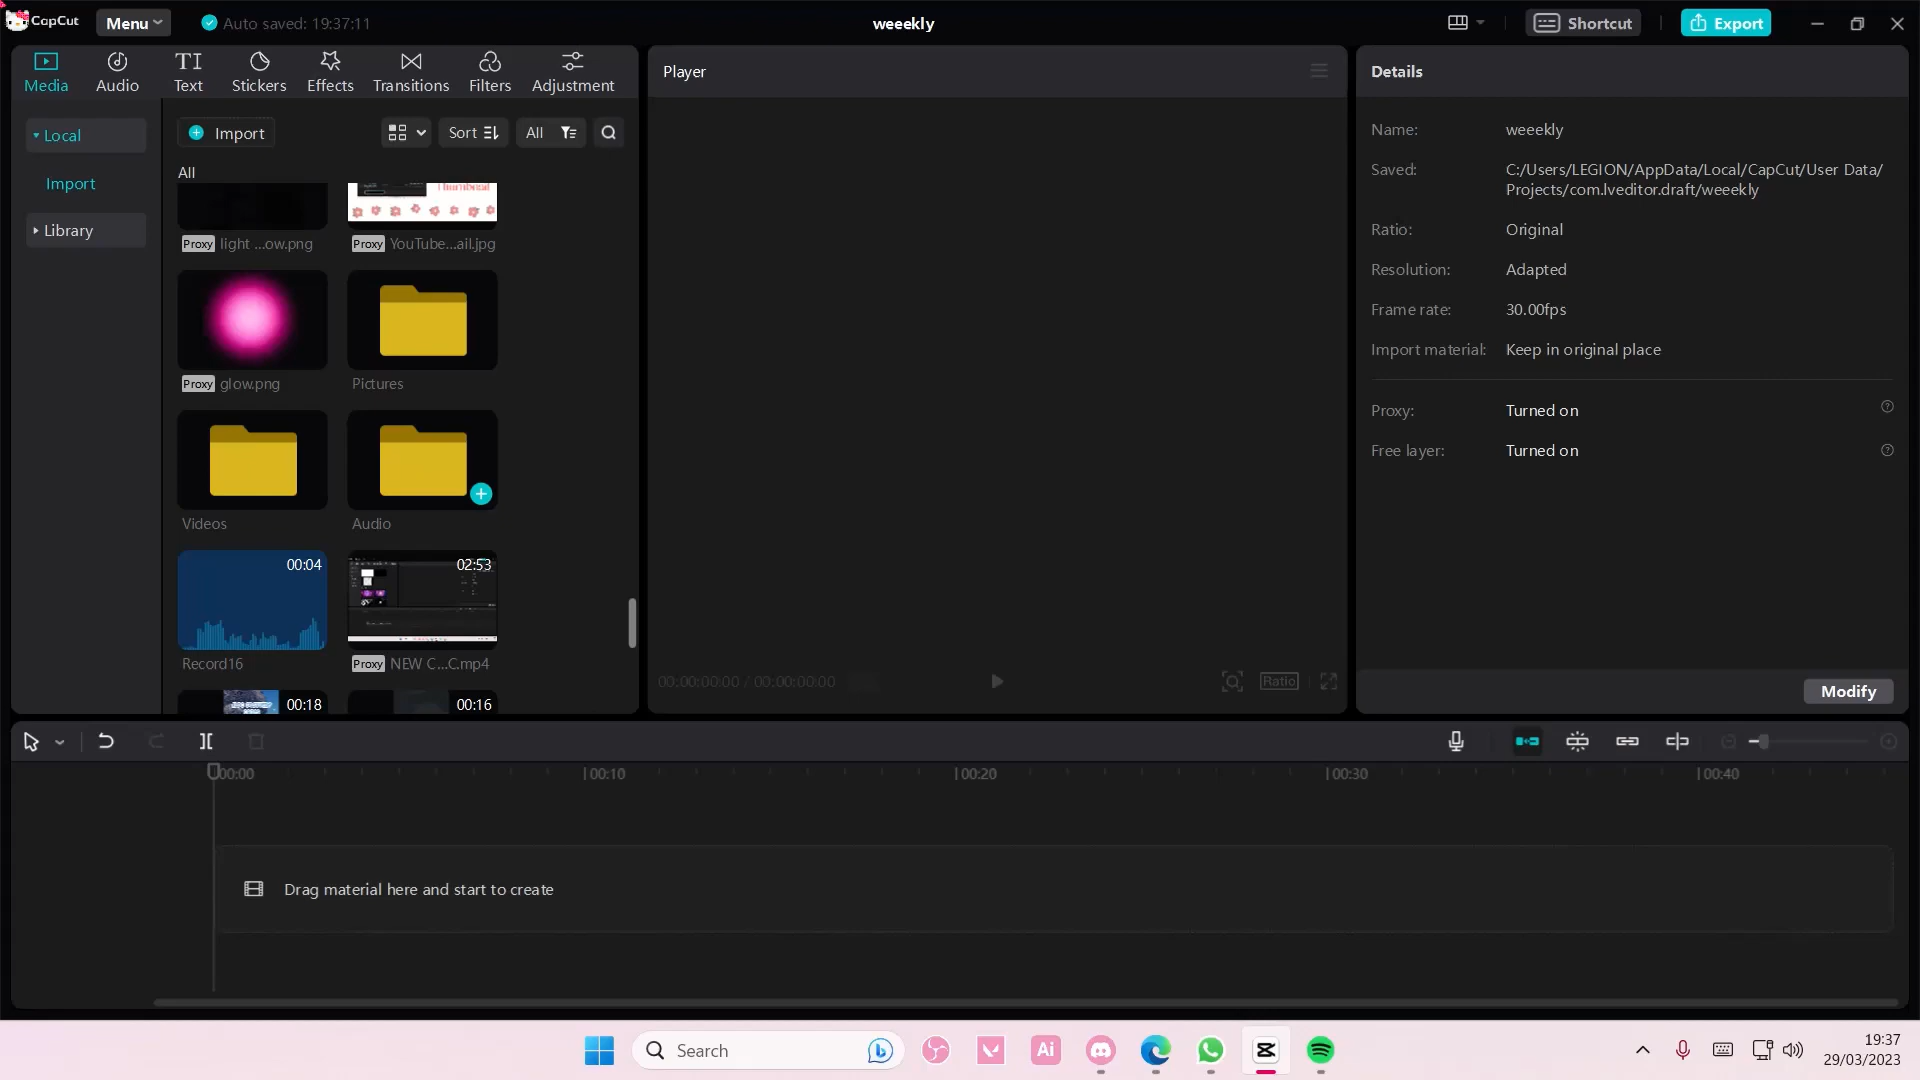 CapCut
Menu
Auto saved: 19:37:11
weeekly
Shortcut
Export
Media
Audio
Text
Stickers
Effects
Transitions
Filters
Adjustment
Player
Details
Local
Import
Library
Import
Sort
All
All
Thumbnail
Proxy light ...ow.png
Proxy YouTube...ail.jpg
Proxy glow.png
Pictures
Videos
Audio
00:04
02:53
Record16
Proxy NEW C...C.mp4
00:18
00:16
00:00:00:00 / 00:00:00:00
Ratio
Name: weeekly
Saved: C:/Users/LEGION/AppData/Local/CapCut/User Data/
Projects/com.lveditor.draft/weeekly
Ratio: Original
Resolution: Adapted
Frame rate: 30.00fps
Import material: Keep in original place
Proxy: Turned on
Free layer: Turned on
Modify
00:00
00:10
00:20
00:30
00:40
Drag material here and start to create
Search
Ai
19:37
29/03/2023